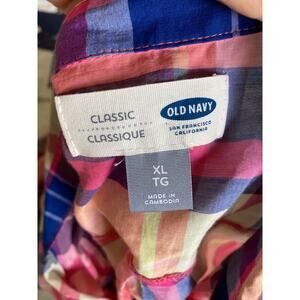 CLASSIC
CLASSIQUE
OLD NAVY
SAN FRANCISCO
CALIFORNIA
XL
TG
MADE IN
CAMBODIA